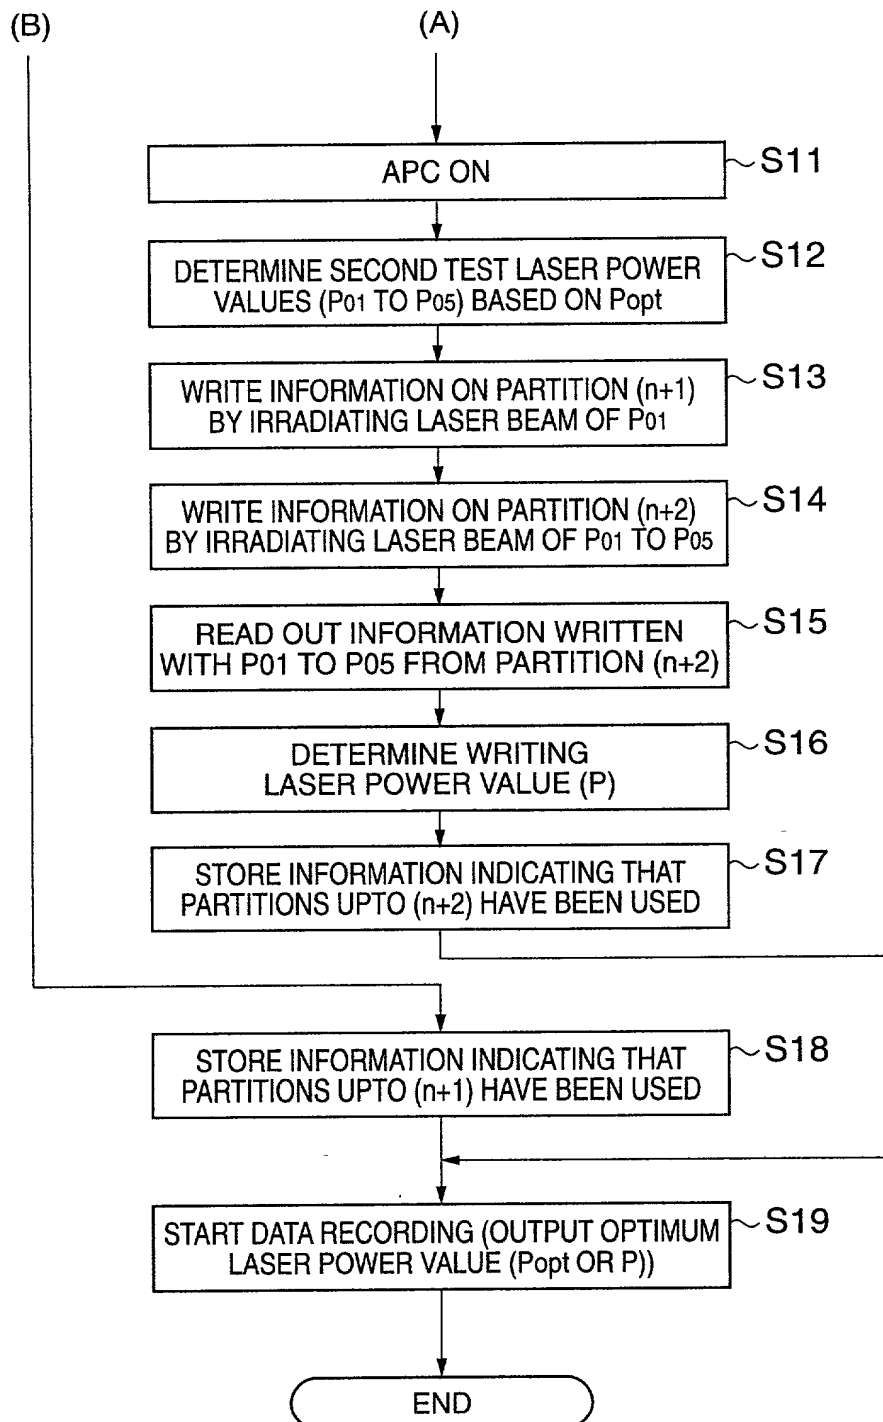 (B)
(A)
APC ON
S11
DETERMINE SECOND TEST LASER POWER
VALUES (P01 TO P05) BASED ON Popt
S12
WRITE INFORMATION ON PARTITION (n+1)
BY IRRADIATING LASER BEAM OF P01
S13
WRITE INFORMATION ON PARTITION (n+2)
BY IRRADIATING LASER BEAM OF P01 TO P05
S14
READ OUT INFORMATION WRITTEN
WITH P01 TO P05 FROM PARTITION (n+2)
S15
DETERMINE WRITING
LASER POWER VALUE (P)
S16
STORE INFORMATION INDICATING THAT
PARTITIONS UPTO (n+2) HAVE BEEN USED
S17
STORE INFORMATION INDICATING THAT
PARTITIONS UPTO (n+1) HAVE BEEN USED
S18
START DATA RECORDING (OUTPUT OPTIMUM
LASER POWER VALUE (Popt OR P))
S19
END